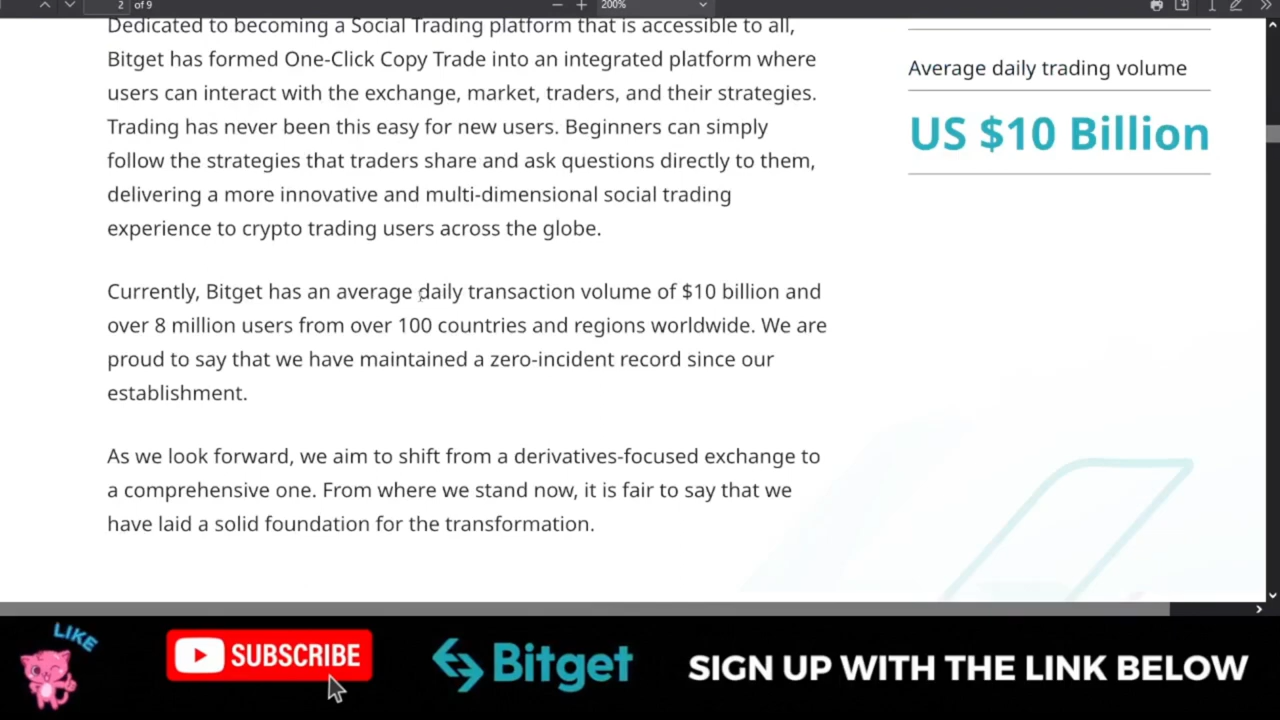 2 of 9
200%
Dedicated to becoming a Social Trading platform that is accessible to all,
Bitget has formed One-Click Copy Trade into an integrated platform where
users can interact with the exchange, market, traders, and their strategies.
Trading has never been this easy for new users. Beginners can simply
follow the strategies that traders share and ask questions directly to them,
delivering a more innovative and multi-dimensional social trading
experience to crypto trading users across the globe.
Currently, Bitget has an average daily transaction volume of $10 billion and
over 8 million users from over 100 countries and regions worldwide. We are
proud to say that we have maintained a zero-incident record since our
establishment.
As we look forward, we aim to shift from a derivatives-focused exchange to
a comprehensive one. From where we stand now, it is fair to say that we
have laid a solid foundation for the transformation.
Average daily trading volume
US $10 Billion
LIKE
SUBSCRIBE
Bitget
SIGN UP WITH THE LINK BELOW